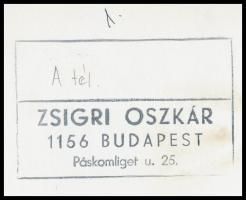 1.
A tél.
ZSIGRI OSZKÁR
1156 BUDAPEST
Páskomliget u. 25.